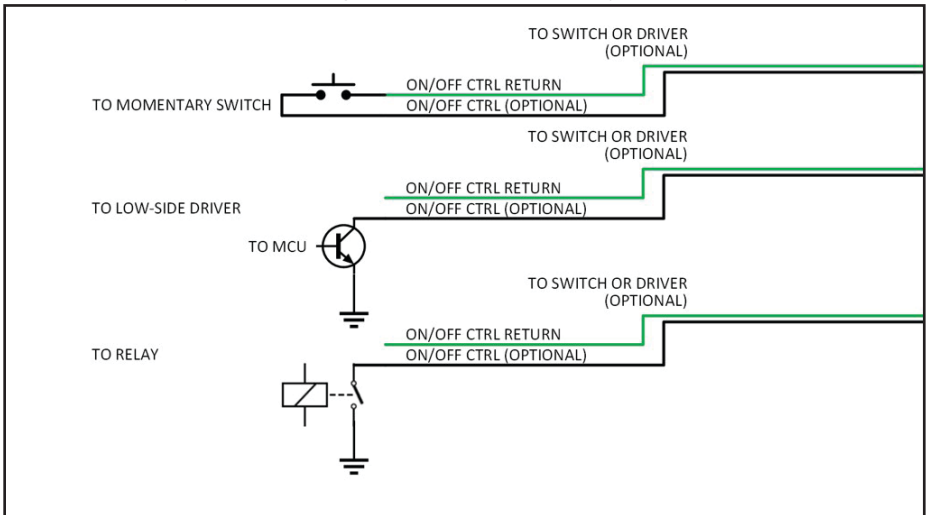 TO SWITCH OR DRIVER
(OPTIONAL)
ON/OFF CTRL RETURN
TO MOMENTARY SWITCH
ON/OFF CTRL (OPTIONAL)
TO SWITCH OR DRIVER
(OPTIONAL)
ON/OFF CTRL RETURN
TO LOW-SIDE DRIVER
ON/OFF CTRL (OPTIONAL)
TO MCU
TO SWITCH OR DRIVER
(OPTIONAL)
ON/OFF CTRL RETURN
TO RELAY
ON/OFF CTRL (OPTIONAL)